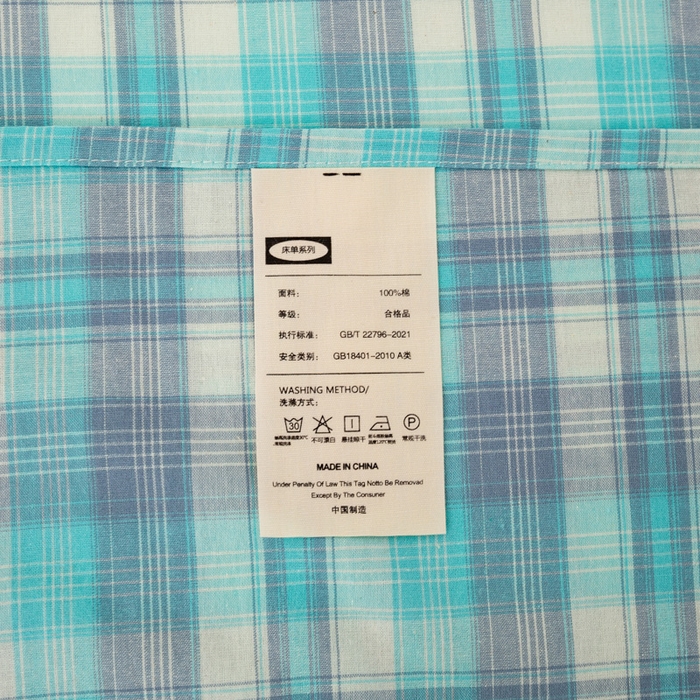 床单系列
面料： 100%棉
等级： 合格品
执行标准： GB/T 22796-2021
安全类别： GB18401-2010 A类
WASHING METHOD/
洗涤方式：
30 P
不可漂白 悬挂晾干 常规干洗
MADE IN CHINA
Under Penalty Of Law This Tag Notto Be Removad
Except By The Consuner
中国制造